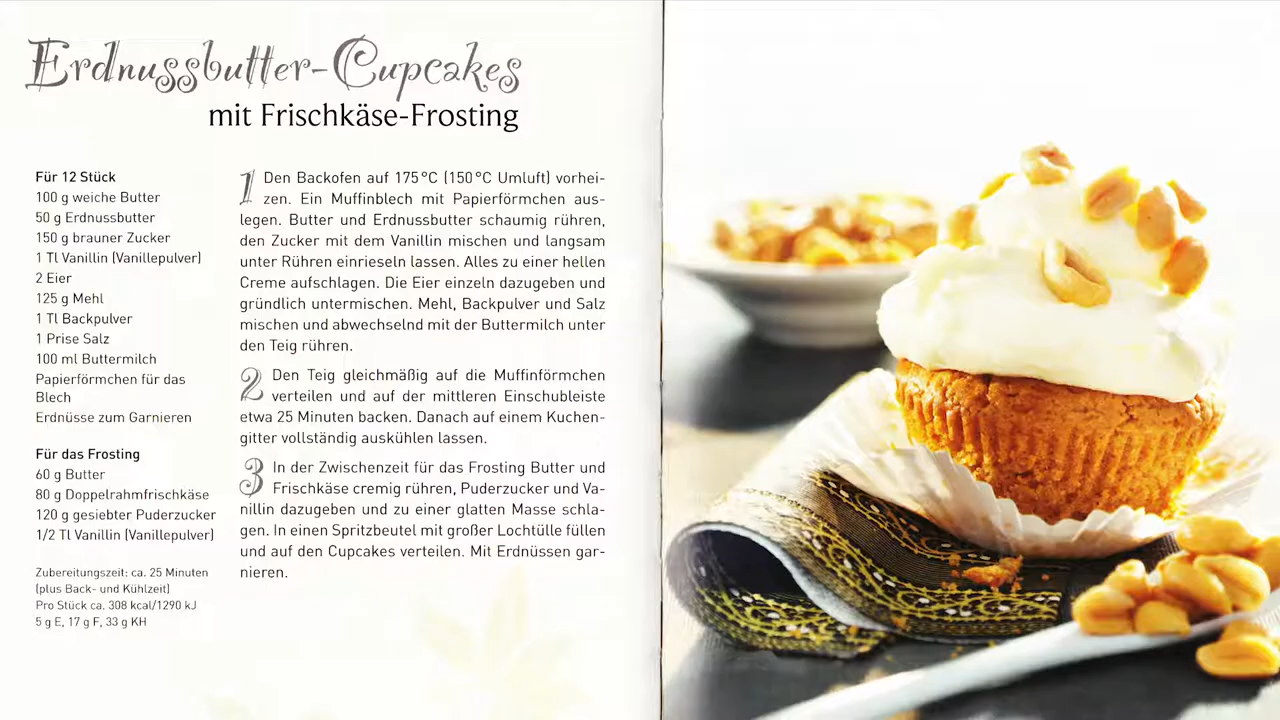 Erdnussbutter-Cupcakes
mit Frischkäse-Frosting
Für 12 Stück
100 g weiche Butter
50 g Erdnussbutter
150 g brauner Zucker
1 Tl Vanillin (Vanillepulver)
2 Eier
125 g Mehl
1 Tl Backpulver
1 Prise Salz
100 ml Buttermilch
Papierförmchen für das
Blech
Erdnüsse zum Garnieren
Für das Frosting
60 g Butter
80 g Doppelrahmfrischkäse
120 g gesiebter Puderzucker
1/2 Tl Vanillin (Vanillepulver)
Zubereitungszeit: ca. 25 Minuten
(plus Back- und Kühlzeit)
Pro Stück ca. 308 kcal/1290 kJ
5 g E, 17 g F, 33 g KH
1 Den Backofen auf 175 °C (150 °C Umluft) vorhei-
zen. Ein Muffinblech mit Papierförmchen aus-
legen. Butter und Erdnussbutter schaumig rühren,
den Zucker mit dem Vanillin mischen und langsam
unter Rühren einrieseln lassen. Alles zu einer hellen
Creme aufschlagen. Die Eier einzeln dazugeben und
gründlich untermischen. Mehl, Backpulver und Salz
mischen und abwechselnd mit der Buttermilch unter
den Teig rühren.
2 Den Teig gleichmäßig auf die Muffinförmchen
verteilen und auf der mittleren Einschubleiste
etwa 25 Minuten backen. Danach auf einem Kuchen-
gitter vollständig auskühlen lassen.
3 In der Zwischenzeit für das Frosting Butter und
Frischkäse cremig rühren, Puderzucker und Va-
nillin dazugeben und zu einer glatten Masse schla-
gen. In einen Spritzbeutel mit großer Lochtülle füllen
und auf den Cupcakes verteilen. Mit Erdnüssen gar-
nieren.